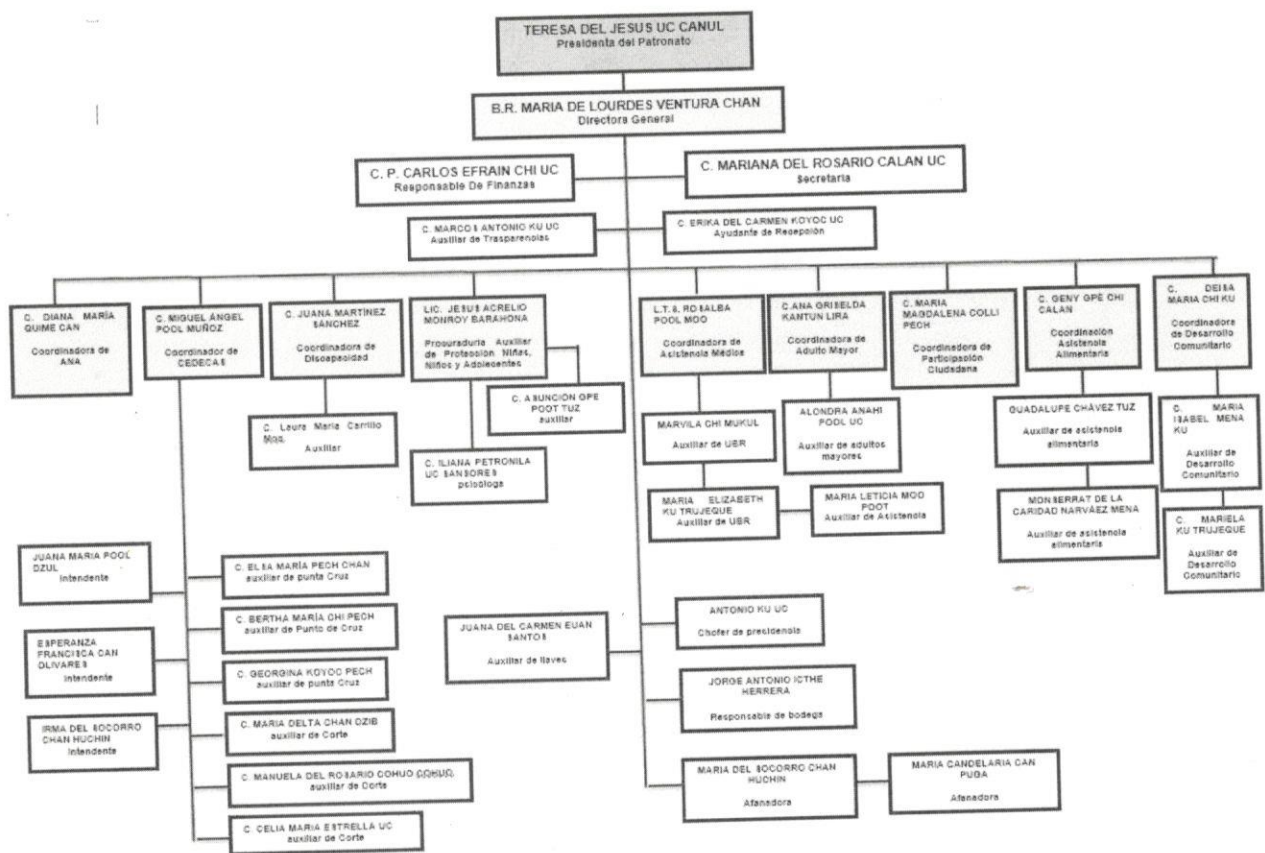 TERESA DEL JESUS UC CANUL
Presidenta del Patronato
B.R. MARIA DE LOURDES VENTURA CHAN
Directora General
C. P. CARLOS EFRAIN CHI UC
Responsable De Finanzas
C. MARIANA DEL ROSARIO CALAN UC
Secretaria
C. MARCOS ANTONIO KU UC
Auxiliar de Trasparencias
C. ERIKA DEL CARMEN KOYOC UC
Ayudante de Recepción
C. DIANA MARÍA
QUIME CAN
Coordinadora de
ANA
C. MIGUEL ÁNGEL
POOL MUÑOZ
Coordinador de
CEDECAS
C. JUANA MARTÍNEZ
SÁNCHEZ
Coordinadora de
Discapacidad
LIC. JESUS ACRELIO
MONROY BARAHONA
Procuraduría Auxiliar
de Protección Niñas,
Niños y Adolecentes
L.T.S. ROSALBA
POOL MOO
Coordinadora de
Asistencia Médica
C.ANA GRISELDA
KANTUN LIRA
Coordinadora de
Adulto Mayor
C. MARIA
MAGDALENA COLLI
PECH
Coordinadora de
Participación
Ciudadana
C. GENY GPE CHI
CALAN
Coordinación
Asistencia
Alimentaria
C. DEISA
MARIA CHI KU
Coordinadora
de Desarrollo
Comunitario
C. Laura Maria Carrillo
Moo.
Auxiliar
C. ASUNCIÓN GPE
POOT TUZ
auxiliar
C. ILIANA PETRONILA
UC SANSORES
psicóloga
MARVILA CHI MUKUL
Auxiliar de UBR
ALONDRA ANAHI
POOL UC
Auxiliar de adultos
mayores
GUADALUPE CHÁVEZ TUZ
Auxiliar de asistencia
alimentaria
C. MARIA
ISABEL MENA
KU
Auxiliar de
Desarrollo
Comunitario
MARIA ELIZABETH
KU TRUJEQUE
Auxiliar de UBR
MARIA LETICIA MOO
POOT
Auxiliar de Asistencia
MONSERRAT DE LA
CARIDAD NARVÁEZ MENA
Auxiliar de asistencia
alimentaria
C. MARIELA
KU TRUJEQUE
Auxiliar de
Desarrollo
Comunitario
JUANA MARIA POOL
DZUL
Intendente
C. ELSA MARÍA PECH CHAN
auxiliar de punta Cruz
C. BERTHA MARÍA CHI PECH
auxiliar de Punto de Cruz
ESPERANZA
FRANCISCA CAN
OLIVARES
Intendente
C. GEORGINA KOYOC PECH
auxiliar de punta Cruz
IRMA DEL SOCORRO
CHAN HUCHIN
Intendente
C. MARIA DELTA CHAN DZIB
auxiliar de Corte
C. MANUELA DEL ROSARIO COHUO COHUO.
auxiliar de Corte
C. CELIA MARIA ESTRELLA UC
auxiliar de Corte
JUANA DEL CARMEN EUAN
SANTOS
Auxiliar de llaves
ANTONIO KU UC
Chofer de presidencia
JORGE ANTONIO ICTHE
HERRERA
Responsable de bodega
MARIA DEL SOCORRO CHAN
HUCHIN
Afanadora
MARIA CANDELARIA CAN
PUGA
Afanadora